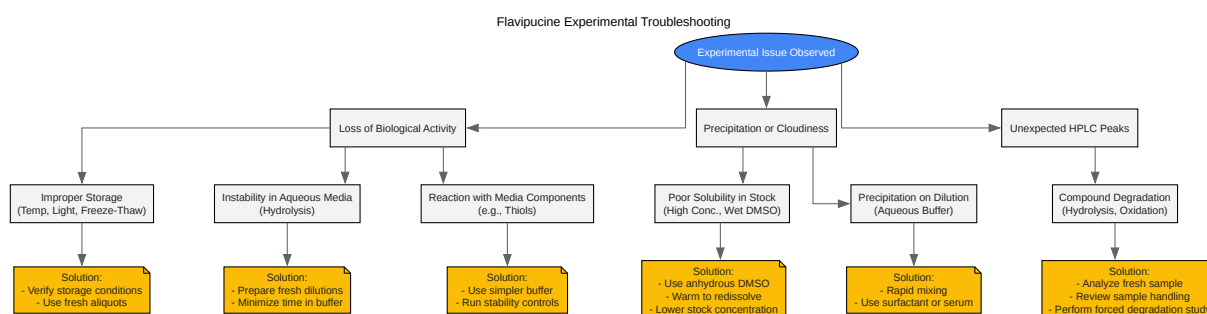 Flavipucine Experimental Troubleshooting
Experimental Issue Observed
Loss of Biological Activity
Precipitation or Cloudiness
Unexpected HPLC Peaks
Improper Storage
(Temp, Light, Freeze-Thaw)
Instability in Aqueous Media
(Hydrolysis)
Reaction with Media Components
(e.g., Thiols)
Poor Solubility in Stock
(High Conc., Wet DMSO)
Precipitation on Dilution
(Aqueous Buffer)
Compound Degradation
(Hydrolysis, Oxidation)
Solution:
- Verify storage conditions
- Use fresh aliquots
Solution:
- Prepare fresh dilutions
- Minimize time in buffer
Solution:
- Use simpler buffer
- Run stability controls
Solution:
- Use anhydrous DMSO
- Warm to redissolve
- Lower stock concentration
Solution:
- Rapid mixing
- Use surfactant or serum
Solution:
- Analyze fresh sample
- Review sample handling
- Perform forced degradation study